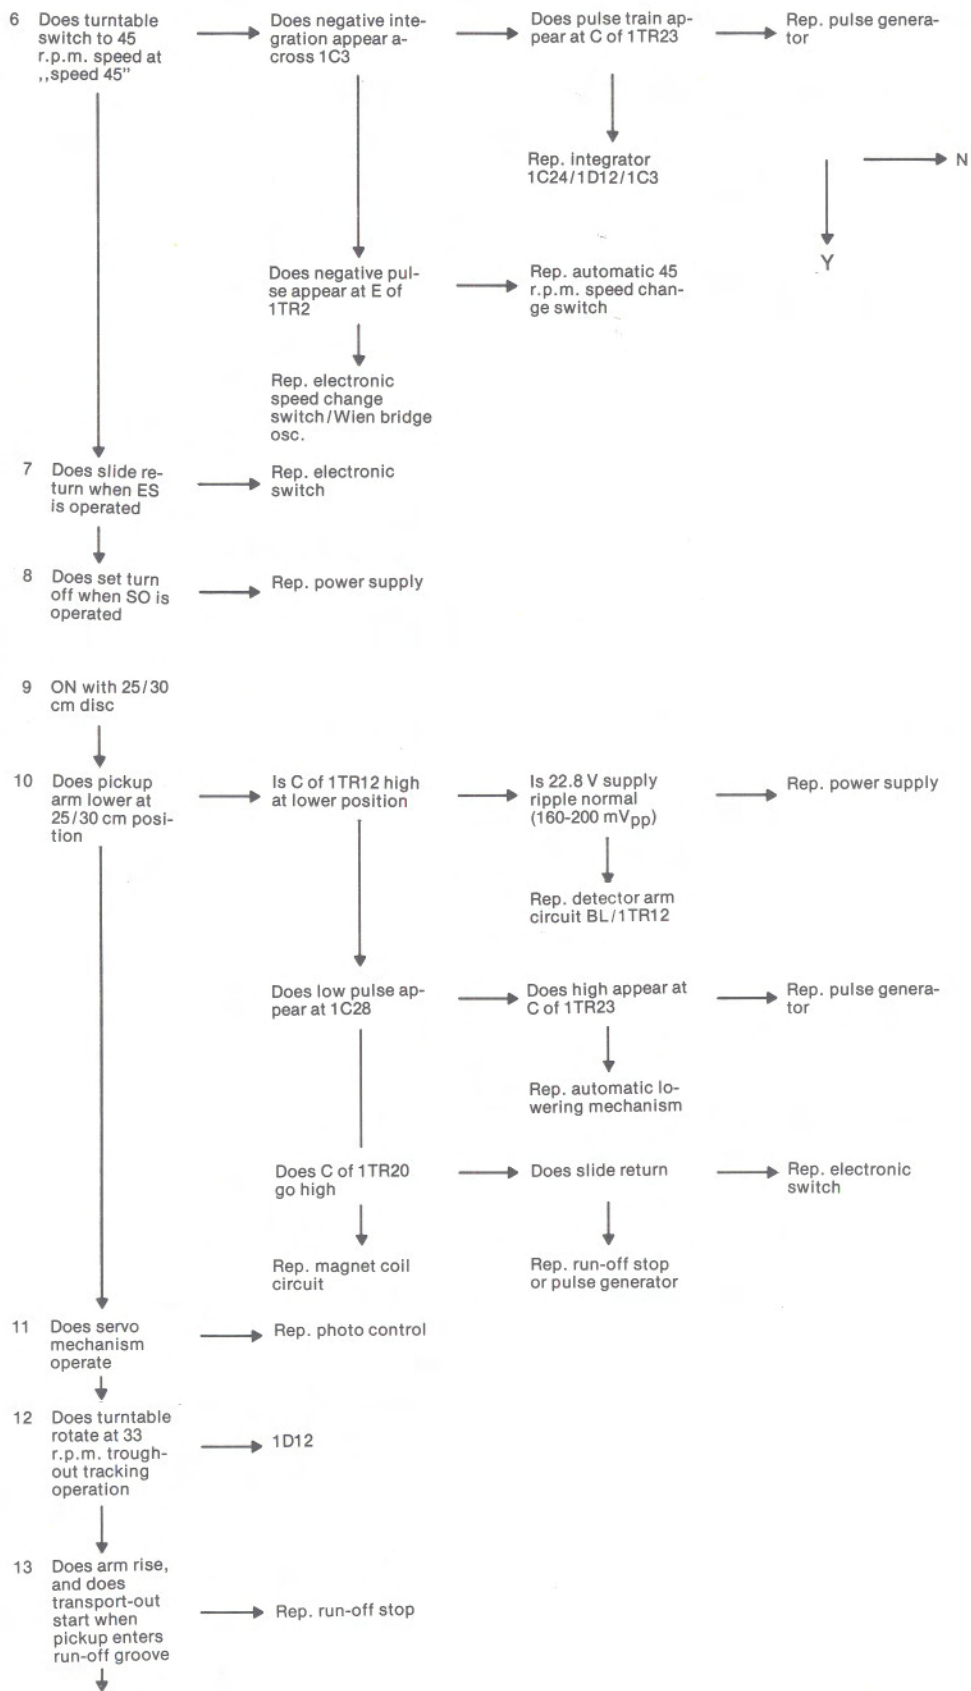 6 Does turntable
switch to 45
r.p.m. speed at
,,speed 45"
Does negative inte-
gration appear a-
cross 1C3
Does pulse train ap-
pear at C of 1TR23
Rep. pulse genera-
tor
Rep. integrator
1C24/1D12/1C3
N
Y
Does negative pul-
se appear at E of
1TR2
Rep. automatic 45
r.p.m. speed chan-
ge switch
Rep. electronic
speed change
switch/Wien bridge
osc.
7 Does slide re-
turn when ES
is operated
Rep. electronic
switch
8 Does set turn
off when SO is
operated
Rep. power supply
9 ON with 25/30
cm disc
10 Does pickup
arm lower at
25/30 cm posi-
tion
Is C of 1TR12 high
at lower position
Is 22.8 V supply
ripple normal
(160-200 mVpp)
Rep. power supply
Rep. detector arm
circuit BL/1TR12
Does low pulse ap-
pear at 1C28
Does high appear at
C of 1TR23
Rep. pulse genera-
tor
Rep. automatic lo-
wering mechanism
Does C of 1TR20
go high
Does slide return
Rep. electronic
switch
Rep. magnet coil
circuit
Rep. run-off stop
or pulse generator
11 Does servo
mechanism
operate
Rep. photo control
12 Does turntable
rotate at 33
r.p.m. trough-
out tracking
operation
1D12
13 Does arm rise,
and does
transport-out
start when
pickup enters
run-off groove
Rep. run-off stop